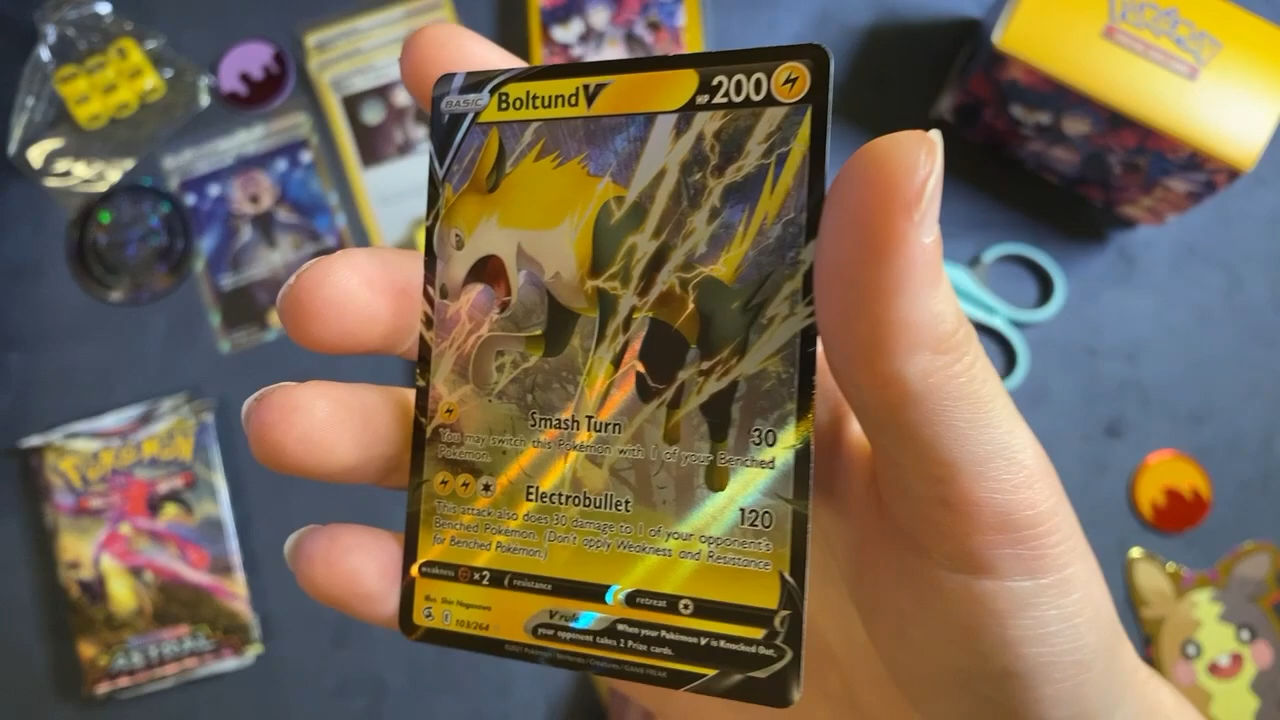 BASIC
Boltund V
HP 200
Smash Turn
30
You may switch this Pokémon with 1 of your Benched
Pokémon.
Electrobullet
120
This attack also does 30 damage to 1 of your opponent's
Benched Pokémon. (Don't apply Weakness and Resistance
for Benched Pokémon.)
weakness ×2 resistance retreat
Illus. Shin Nagasawa
E 103/264
V rule When your Pokémon V is Knocked Out,
your opponent takes 2 Prize cards.
©2021 Pokémon / Nintendo / Creatures / GAME FREAK
POKÉMON
ASTRAL
POKÉMON